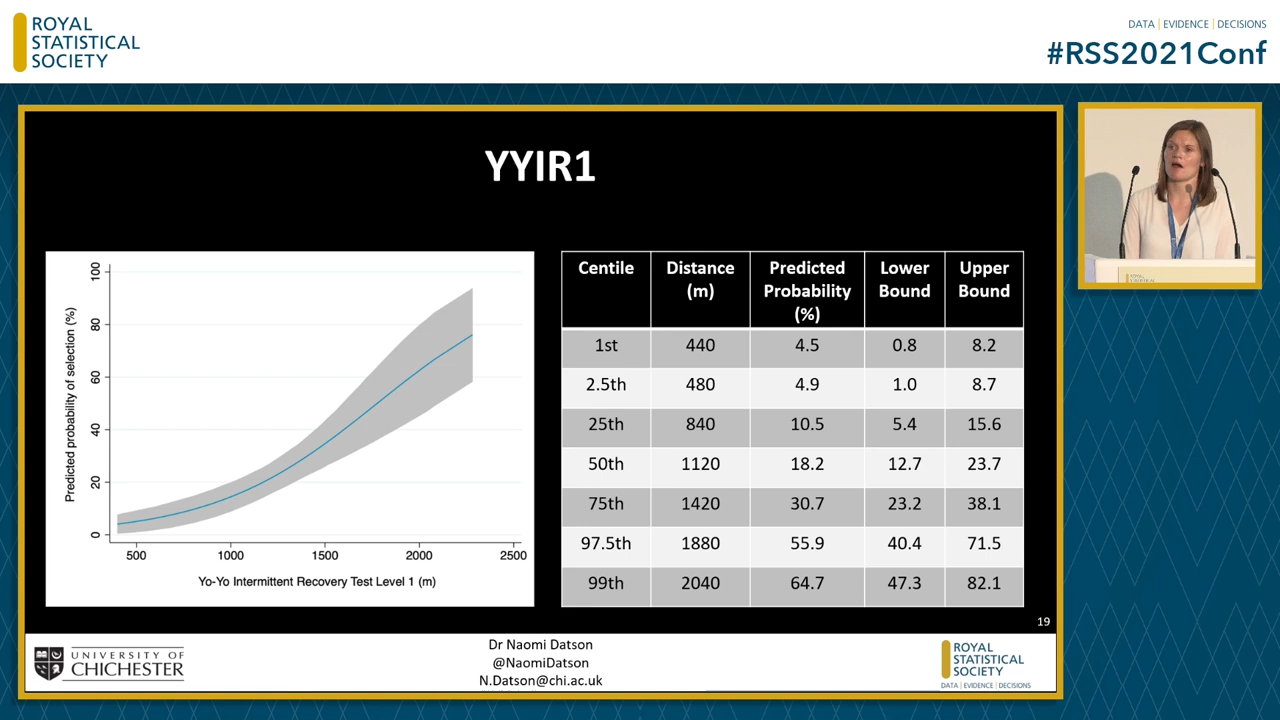 ROYAL
STATISTICAL
SOCIETY
DATA | EVIDENCE | DECISIONS
#RSS2021Conf
YYIR1
Predicted probability of selection (%)
100
80
60
40
20
0
500 1000 1500 2000 2500
Yo-Yo Intermittent Recovery Test Level 1 (m)
Centile Distance (m) Predicted Probability (%) Lower Bound Upper Bound
1st 440 4.5 0.8 8.2
2.5th 480 4.9 1.0 8.7
25th 840 10.5 5.4 15.6
50th 1120 18.2 12.7 23.7
75th 1420 30.7 23.2 38.1
97.5th 1880 55.9 40.4 71.5
99th 2040 64.7 47.3 82.1
19
UNIVERSITY OF
CHICHESTER
Dr Naomi Datson
@NaomiDatson
N.Datson@chi.ac.uk
ROYAL
STATISTICAL
SOCIETY
DATA | EVIDENCE | DECISIONS